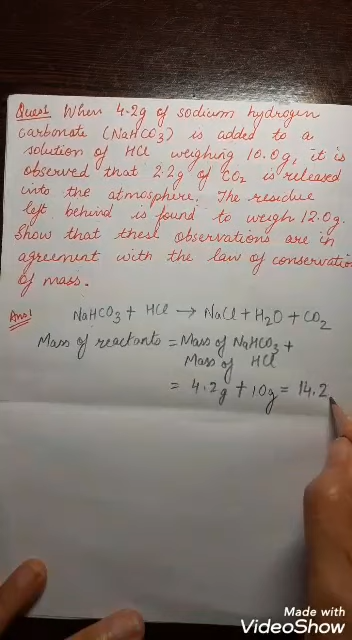 Ques! When 4.2g of sodium hydrogen
carbonate (NaHCO3) is added to a
solution of HCl weighing 10.0g, it is
observed that 2.2g of CO2 is released
into the atmosphere. The residue
left behind is found to weigh 12.0g.
Show that these observations are in
agreement with the law of conservation
of mass.
Ans! NaHCO3 + HCl → NaCl + H2O + CO2
Mass of reactants = Mass of NaHCO3 +
Mass of HCl
= 4.2g + 10g = 14.2
Made with
VideoShow